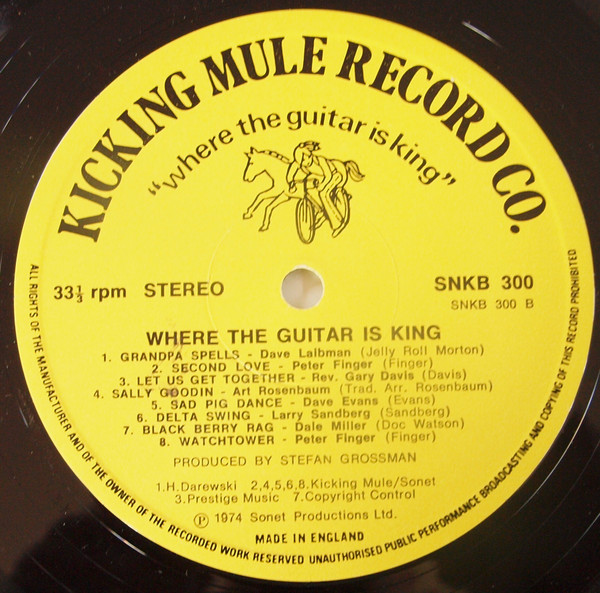 KICKING MULE RECORD CO.
"where the guitar is king"
33⅓ rpm STEREO
SNKB 300
SNKB 300 B
WHERE THE GUITAR IS KING
1. GRANDPA SPELLS - Dave Laibman (Jelly Roll Morton)
2. SECOND LOVE - Peter Finger (Finger)
3. LET US GET TOGETHER - Rev. Gary Davis (Davis)
4. SALLY GOODIN - Art Rosenbaum (Trad. Arr. Rosenbaum)
5. SAD PIG DANCE - Dave Evans (Evans)
6. DELTA SWING - Larry Sandberg (Sandberg)
7. BLACK BERRY RAG - Dale Miller (Doc Watson)
8. WATCHTOWER - Peter Finger (Finger)
PRODUCED BY STEFAN GROSSMAN
1.H.Darewski 2,4,5,6,8.Kicking Mule/Sonet
3.Prestige Music 7.Copyright Control
Ⓟ 1974 Sonet Productions Ltd.
MADE IN ENGLAND
ALL RIGHTS OF THE MANUFACTURER AND OF THE OWNER OF THE RECORDED WORK RESERVED UNAUTHORISED PUBLIC PERFORMANCE BROADCASTING AND COPYING OF THIS RECORD PROHIBITED